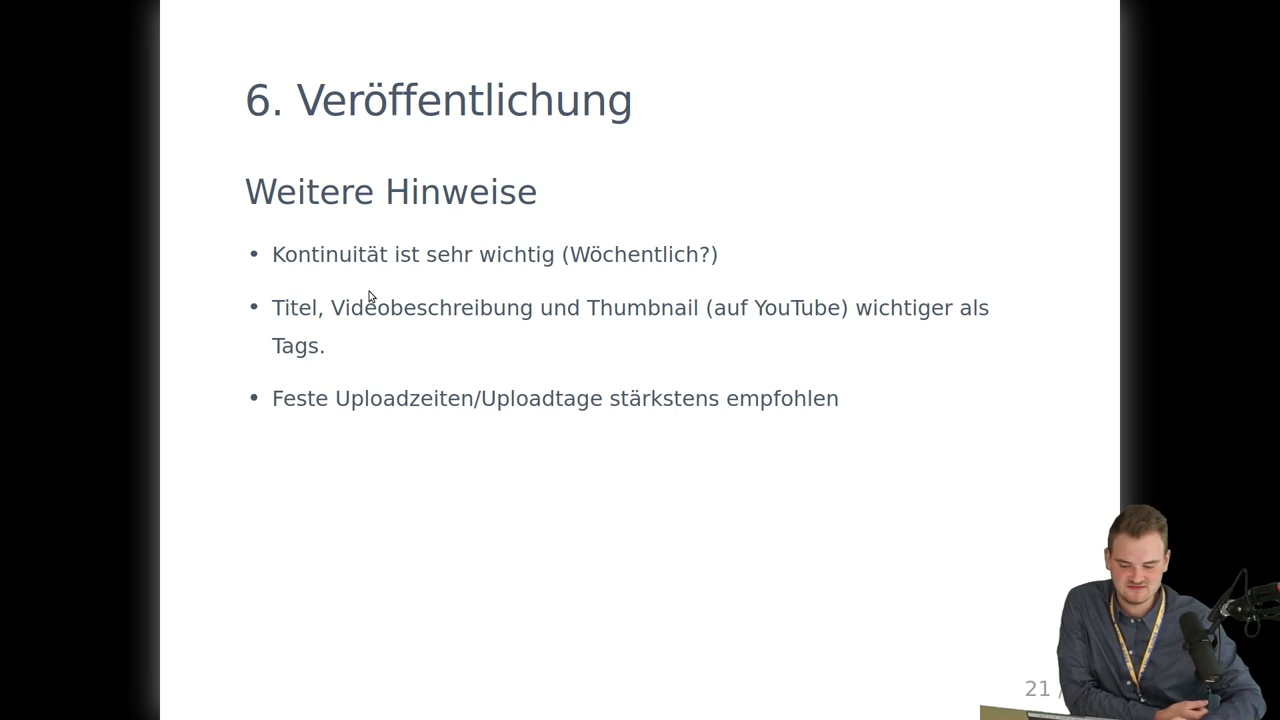 6. Veröffentlichung
Weitere Hinweise
• Kontinuität ist sehr wichtig (Wöchentlich?)
• Titel, Videobeschreibung und Thumbnail (auf YouTube) wichtiger als
Tags.
• Feste Uploadzeiten/Uploadtage stärkstens empfohlen
21 /